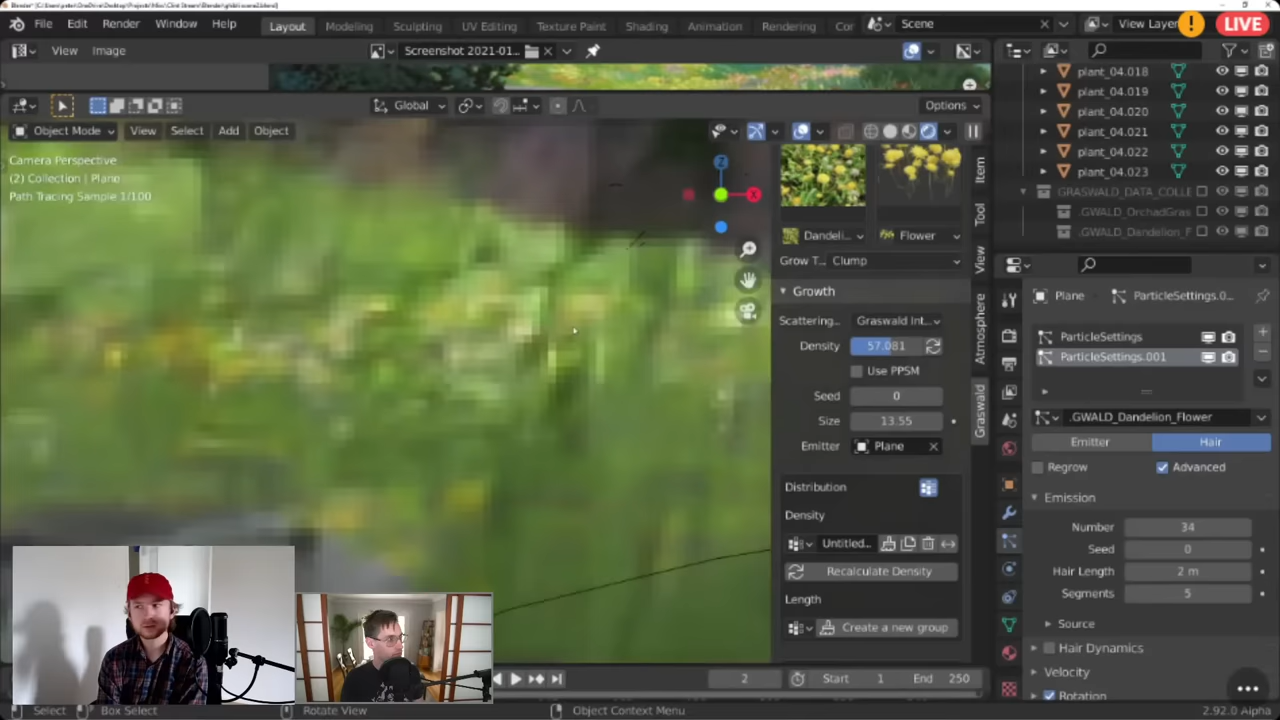 File Edit Render Window Help Layout Modeling Sculpting UV Editing Texture Paint Shading Animation Rendering Scene View Layer LIVE
View Image Screenshot 2021-01...
Global Options
Object Mode View Select Add Object
Camera Perspective
(2) Collection | Plane
Path Tracing Sample 1/100
Z
X
Dandeli... Flower
Grow T... Clump
Growth
Scattering... Graswald Int...
Density 57.081
Use PPSM
Seed 0
Size 13.55
Emitter Plane
Distribution
Density
Untitled...
Recalculate Density
Length
Create a new group
Item
Tool
View
Atmosphere
Graswald
plant_04.018
plant_04.019
plant_04.020
plant_04.021
plant_04.022
plant_04.023
GRASWALD_DATA_COLLE
.GWALD_OrchadGras
.GWALD_Dandelion_F
Plane ParticleSettings.0...
ParticleSettings
ParticleSettings.001
.GWALD_Dandelion_Flower
Emitter Hair
Regrow Advanced
Emission
Number 34
Seed 0
Hair Length 2 m
Segments 5
Source
Hair Dynamics
Velocity
Rotation
2 Start 1 End 250
Select Box Select Rotate View Object Context Menu 2.92.0 Alpha